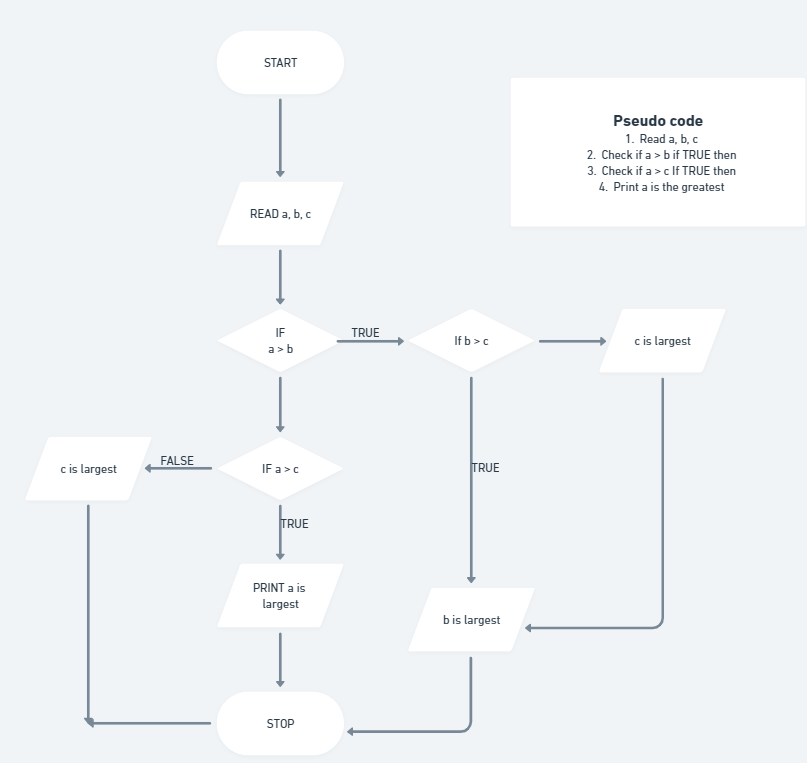 START
Pseudo code
1. Read a, b, c
2. Check if a > b if TRUE then
3. Check if a > c If TRUE then
4. Print a is the greatest
READ a, b, c
IF
a > b
TRUE
If b > c
c is largest
c is largest
FALSE
IF a > c
TRUE
TRUE
PRINT a is
largest
b is largest
STOP